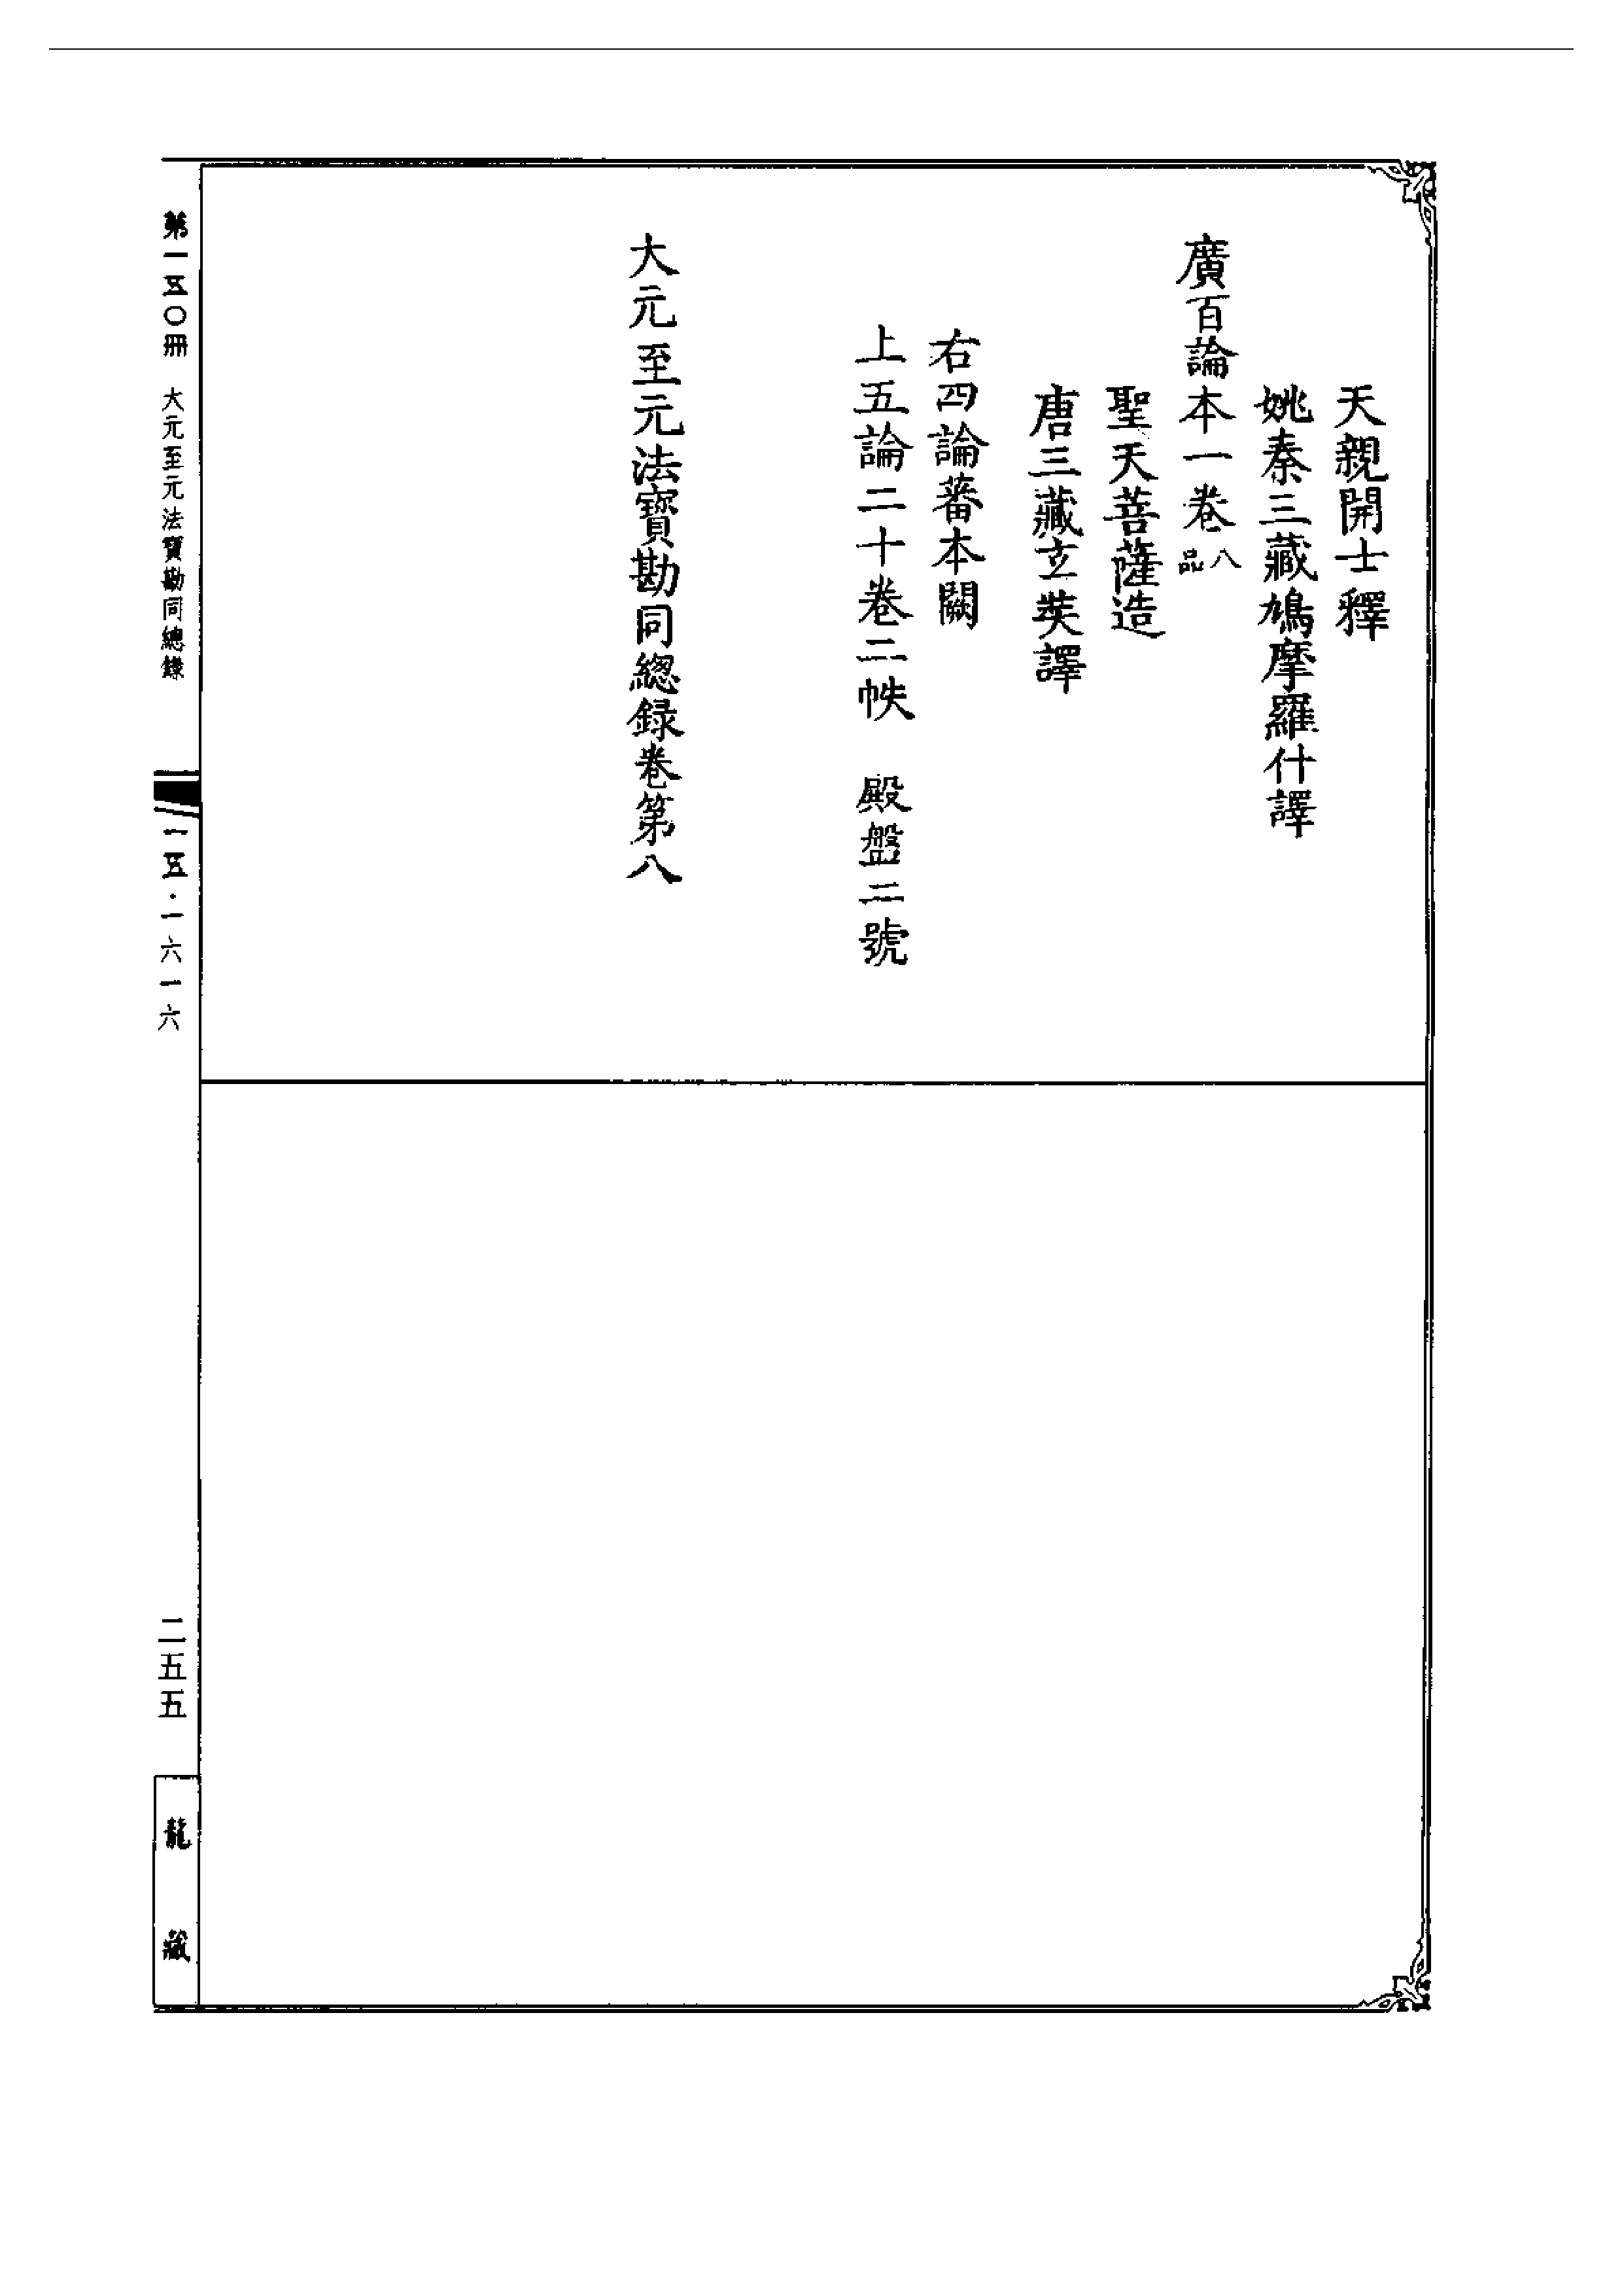 天親開士釋
姚秦三藏鳩摩羅什譯
廣百論本一卷八品
聖天菩薩造
唐三藏玄奘譯
右四論蕃本闕
上五論二十卷二帙　殿盤二號
大元至元法寶勘同總録卷第八
第一五〇冊　大元至元法寶勘同總錄
一五·一六一六
二五五
龍藏